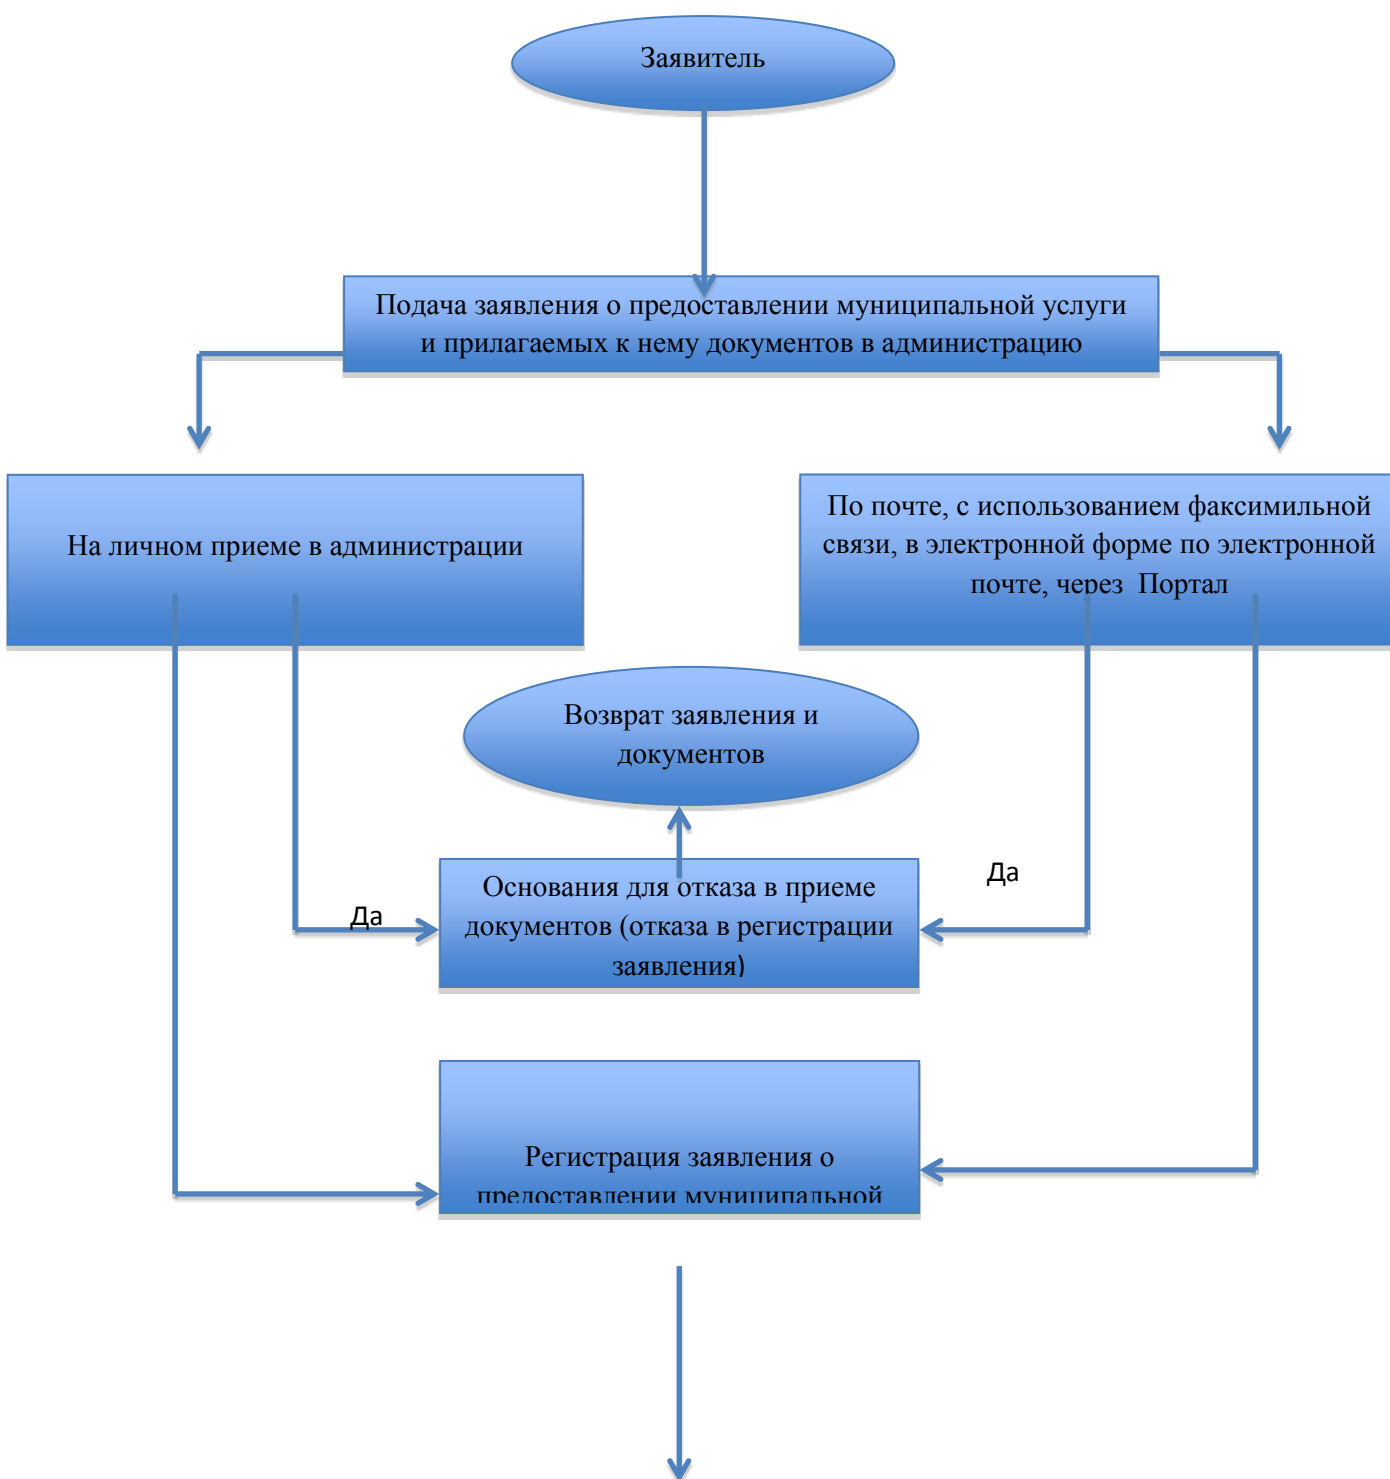 Заявитель
Подача заявления о предоставлении муниципальной услуги
и прилагаемых к нему документов в администрацию
На личном приеме в администрации
По почте, с использованием факсимильной
связи, в электронной форме по электронной
почте, через Портал
Возврат заявления и
документов
Да
Основания для отказа в приеме
документов (отказа в регистрации
заявления)
Да
Регистрация заявления о
предоставлении муниципальной